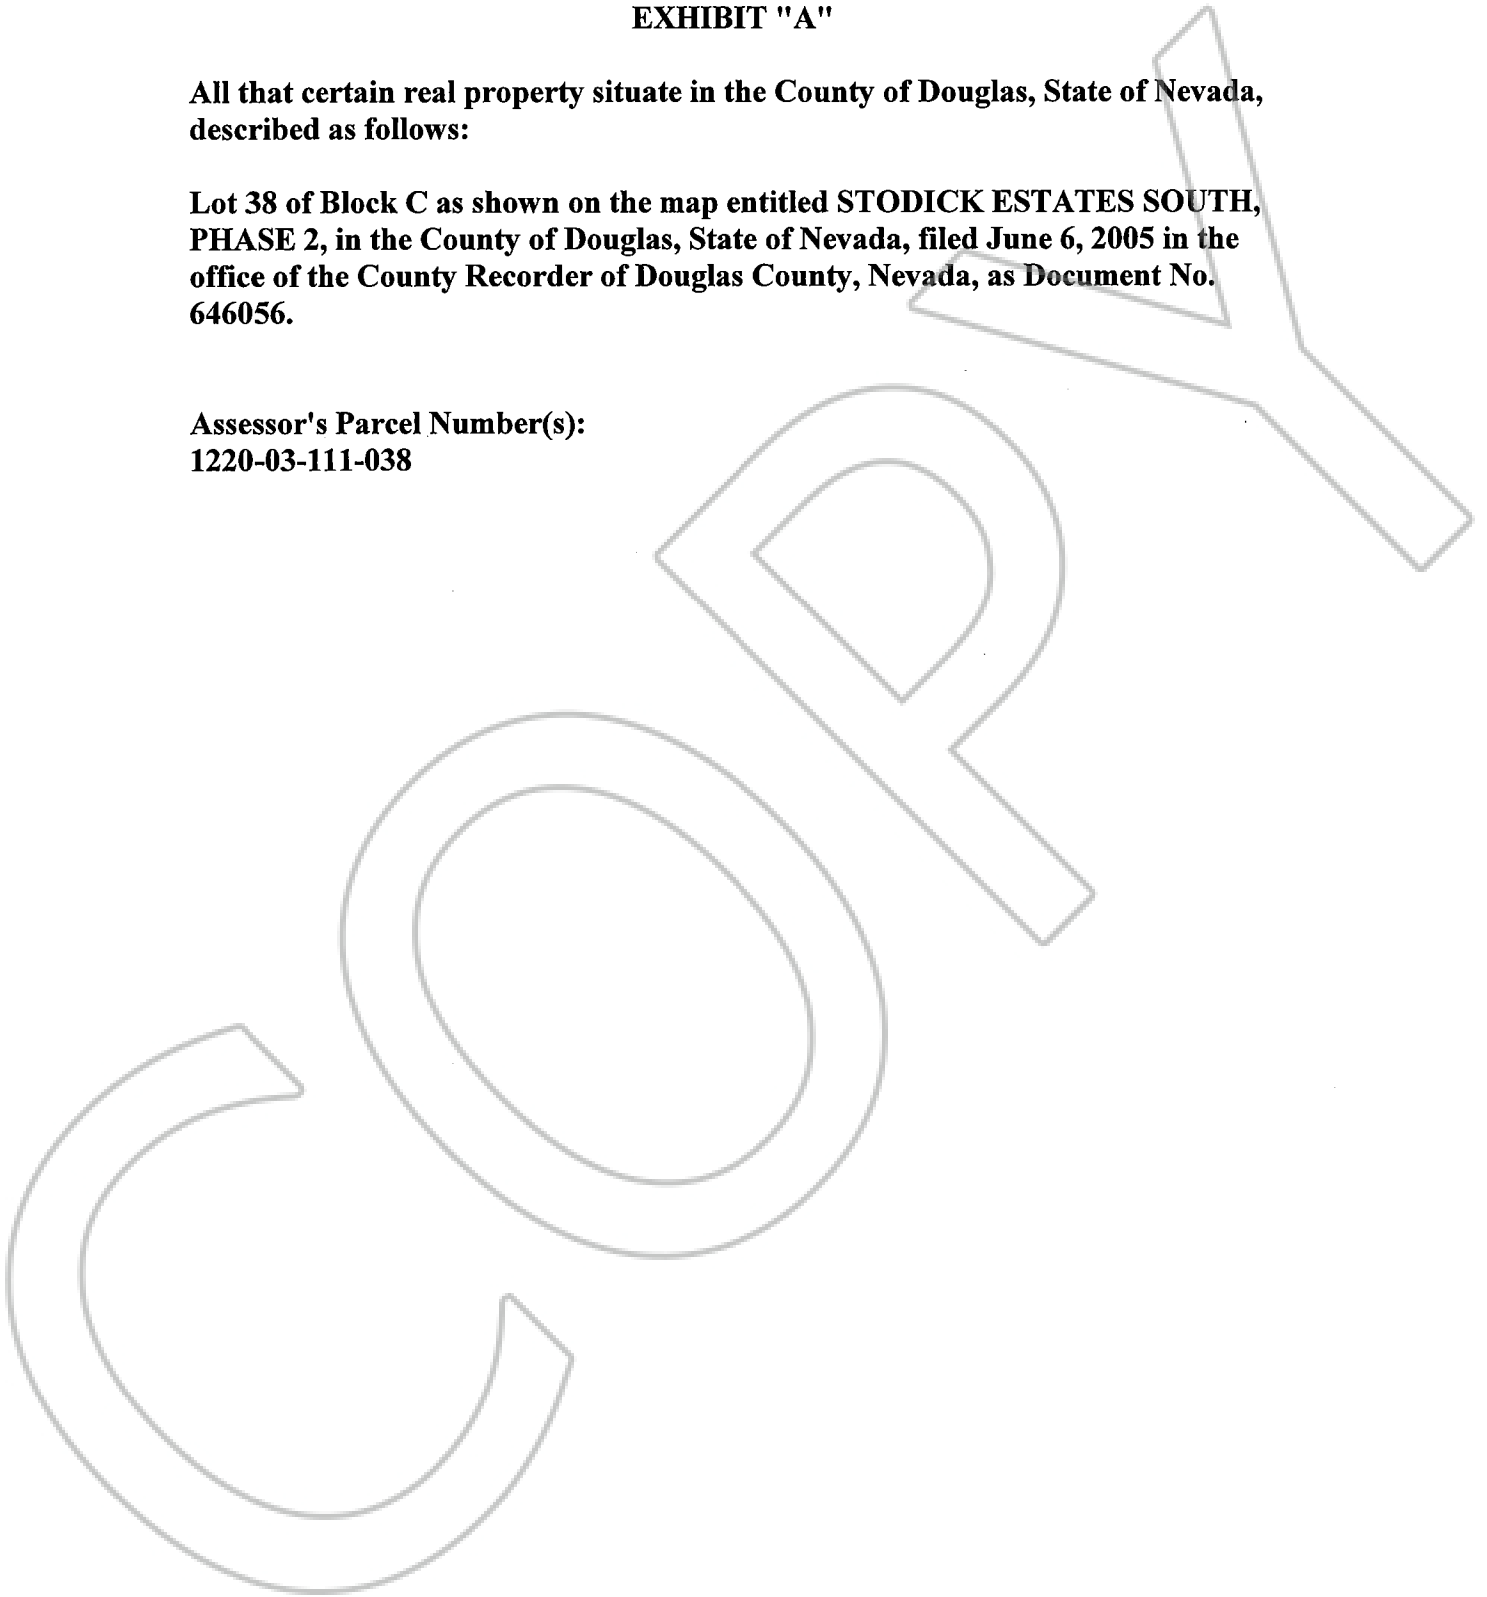 EXHIBIT "A"
All that certain real property situate in the County of Douglas, State of Nevada,
described as follows:
Lot 38 of Block C as shown on the map entitled STODICK ESTATES SOUTH,
PHASE 2, in the County of Douglas, State of Nevada, filed June 6, 2005 in the
office of the County Recorder of Douglas County, Nevada, as Document No.
646056.
Assessor's Parcel Number(s):
1220-03-111-038
COPY